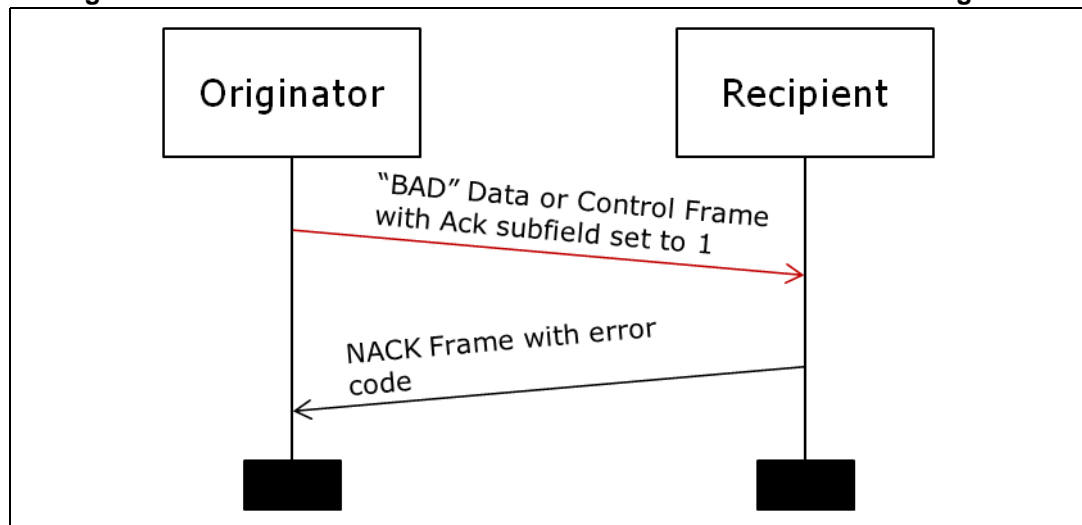 Originator
Recipient
“BAD” Data or Control Frame
with Ack subfield set to 1
NACK Frame with error
code